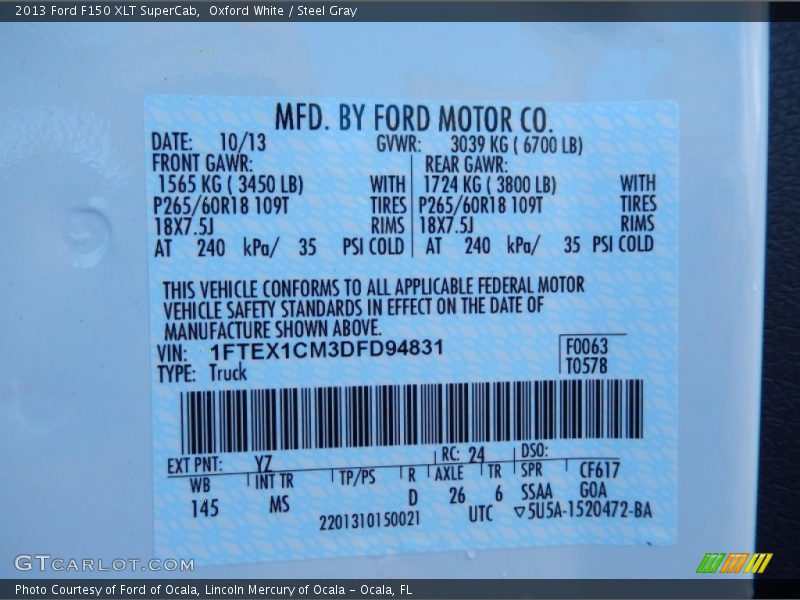 2013 Ford F150 XLT SuperCab,  Oxford White / Steel Gray
MFD. BY FORD MOTOR CO.
DATE: 10/13 GVWR: 3039 KG ( 6700 LB)
FRONT GAWR: REAR GAWR:
1565 KG ( 3450 LB) WITH 1724 KG ( 3800 LB) WITH
P265/60R18 109T TIRES P265/60R18 109T TIRES
18X7.5J RIMS 18X7.5J RIMS
AT 240 kPa/ 35 PSI COLD AT 240 kPa/ 35 PSI COLD
THIS VEHICLE CONFORMS TO ALL APPLICABLE FEDERAL MOTOR
VEHICLE SAFETY STANDARDS IN EFFECT ON THE DATE OF
MANUFACTURE SHOWN ABOVE.
VIN: 1FTEX1CM3DFD94831 F0063
TYPE: Truck T0578
EXT PNT: YZ RC: 24 DSO:
WB INT TR TP/PS R AXLE TR SPR CF617
145 MS D 26 6 SSAA GOA
2201310150021 UTC ▽5U5A-1520472-BA
GTCARLOT.COM
Photo Courtesy of Ford of Ocala, Lincoln Mercury of Ocala - Ocala, FL